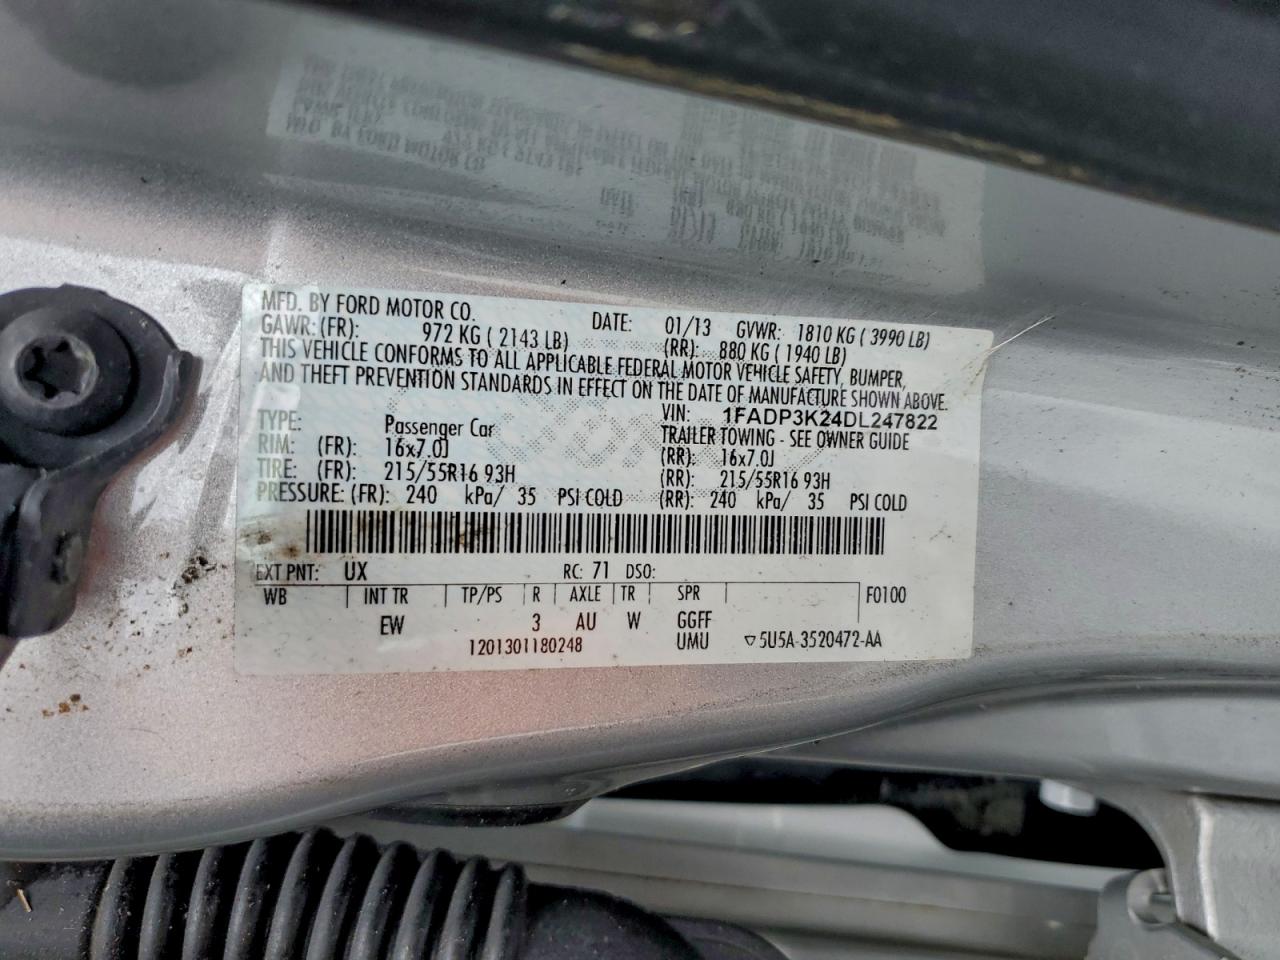 MFD. BY FORD MOTOR CO. DATE: 01/13 GVWR: 1810 KG ( 3990 LB)
GAWR: (FR): 972 KG ( 2143 LB) (RR): 880 KG ( 1940 LB)
THIS VEHICLE CONFORMS TO ALL APPLICABLE FEDERAL MOTOR VEHICLE SAFETY, BUMPER,
AND THEFT PREVENTION STANDARDS IN EFFECT ON THE DATE OF MANUFACTURE SHOWN ABOVE.
VIN: 1FADP3K24DL247822
TYPE: Passenger Car TRAILER TOWING - SEE OWNER GUIDE
RIM: (FR): 16x7.0J (RR): 16x7.0J
TIRE: (FR): 215/55R16 93H (RR): 215/55R16 93H
PRESSURE: (FR): 240 kPa/ 35 PSI COLD (RR): 240 kPa/ 35 PSI COLD
EXT PNT: UX RC: 71 DSO:
WB INT TR TP/PS R AXLE TR SPR F0100
EW 3 AU W GGFF
1201301180248 UMU ▽5U5A-3520472-AA